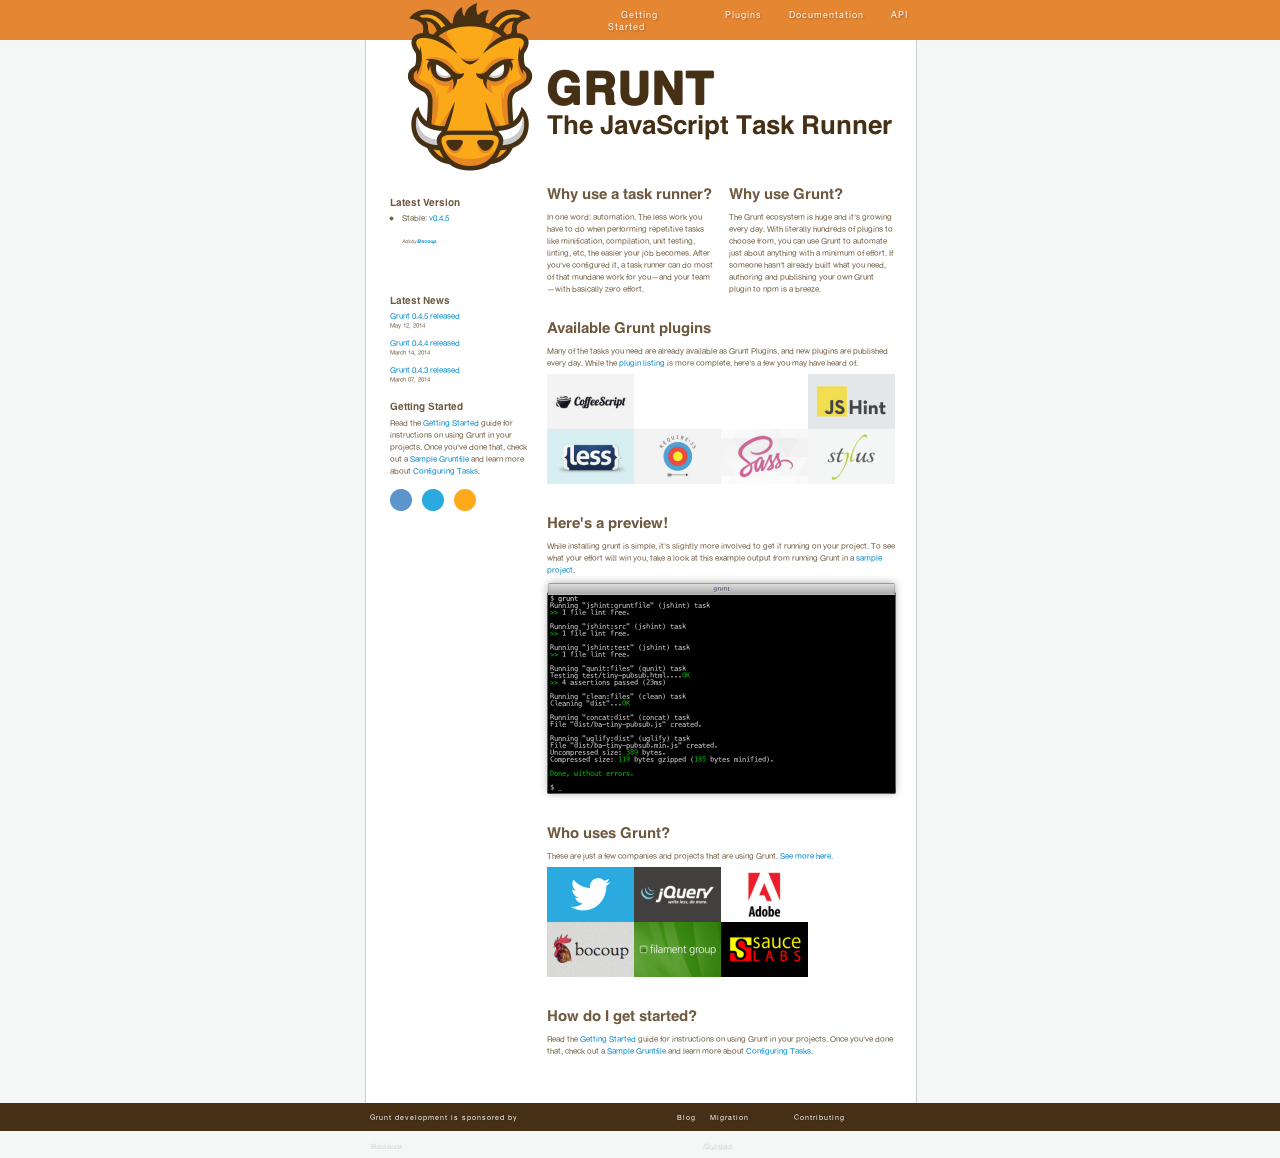 Getting
Started
Plugins
Documentation
API
GRUNT
The JavaScript Task Runner
Latest Version
Stable: v0.4.5
Ads by Bocoup.
Latest News
Grunt 0.4.5 released
May 12, 2014
Grunt 0.4.4 released
March 14, 2014
Grunt 0.4.3 released
March 07, 2014
Getting Started
Read the Getting Started guide for
instructions on using Grunt in your
projects. Once you've done that, check
out a Sample Gruntfile and learn more
about Configuring Tasks.
Why use a task runner?
In one word: automation. The less work you
have to do when performing repetitive tasks
like minification, compilation, unit testing,
linting, etc, the easier your job becomes. After
you've configured it, a task runner can do most
of that mundane work for you—and your team
—with basically zero effort.
Why use Grunt?
The Grunt ecosystem is huge and it's growing
every day. With literally hundreds of plugins to
choose from, you can use Grunt to automate
just about anything with a minimum of effort. If
someone hasn't already built what you need,
authoring and publishing your own Grunt
plugin to npm is a breeze.
Available Grunt plugins
Many of the tasks you need are already available as Grunt Plugins, and new plugins are published
every day. While the plugin listing is more complete, here's a few you may have heard of.
CoffeeScript
JSHint
less
REQUIRE·JS
Sass
stylus
Here's a preview!
While installing grunt is simple, it's slightly more involved to get it running on your project. To see
what your effort will win you, take a look at this example output from running Grunt in a sample
project.
grunt
$ grunt
Running "jshint:gruntfile" (jshint) task
>> 1 file lint free.
Running "jshint:src" (jshint) task
>> 1 file lint free.
Running "jshint:test" (jshint) task
>> 1 file lint free.
Running "qunit:files" (qunit) task
Testing test/tiny-pubsub.html....OK
>> 4 assertions passed (23ms)
Running "clean:files" (clean) task
Cleaning "dist"...OK
Running "concat:dist" (concat) task
File "dist/ba-tiny-pubsub.js" created.
Running "uglify:dist" (uglify) task
File "dist/ba-tiny-pubsub.min.js" created.
Uncompressed size: 389 bytes.
Compressed size: 119 bytes gzipped (185 bytes minified).
Done, without errors.
$ _
Who uses Grunt?
These are just a few companies and projects that are using Grunt. See more here.
jQuery
write less, do more.
Adobe
bocoup
filament group
sauce
LABS
How do I get started?
Read the Getting Started guide for instructions on using Grunt in your projects. Once you've done
that, check out a Sample Gruntfile and learn more about Configuring Tasks.
Grunt development is sponsored by
Blog
Migration
Contributing
Bocoup
Guides